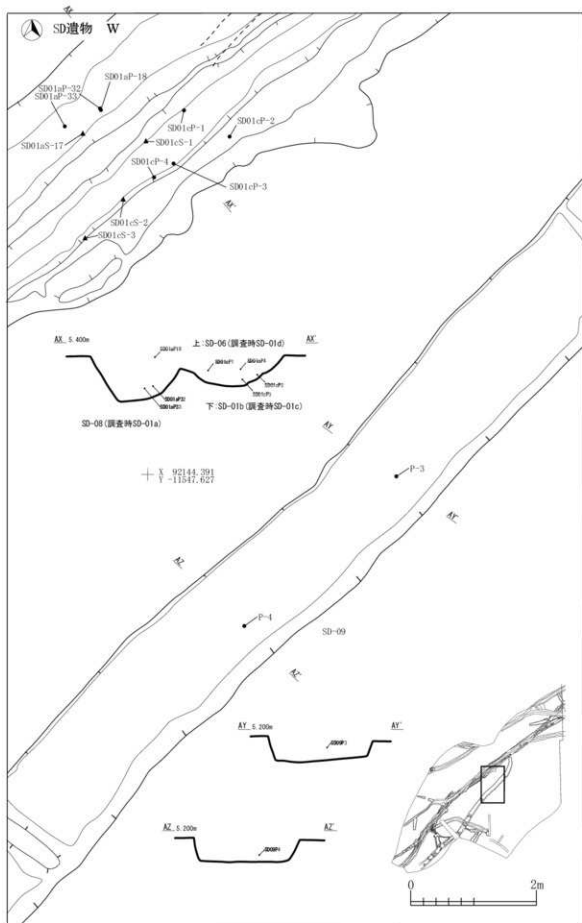 SD遺物 W
AX
SD01aP-18
SD01aP-32
SD01aP-33
SD01cP-1
SD01cP-2
SD01aS-17
SD01cS-1
SD01cP-4
SD01cP-3
SD01cS-2
AX'
SD01cS-3
上:SD-06(調査時SD-01d)
AX 5.400m
AX'
下:SD-01b(調査時SD-01c)
SD-08(調査時SD-01a)
AY
X 92144.391
Y -11547.627
P-3
AY'
AZ
P-4
SD-09
AZ'
AY 5.200m
AY'
SD09P3
AZ 5.200m
AZ'
SD09P4
0 2m